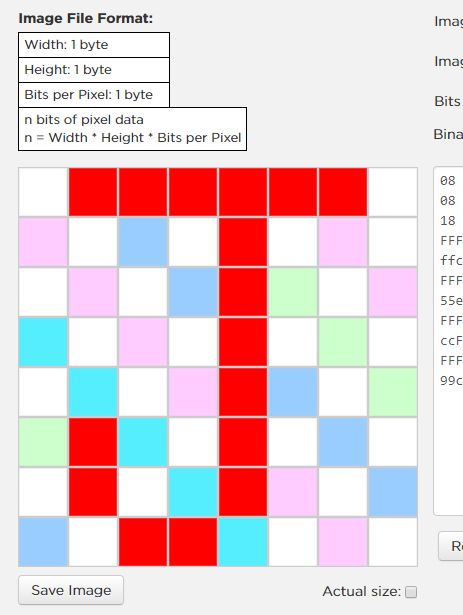 Image File Format:
Width: 1 byte
Height: 1 byte
Bits per Pixel: 1 byte
n bits of pixel data
n = Width * Height * Bits per Pixel
Imag
Imag
Bits
Bina
08
08
18
FFF
ffc
FFF
55e
FFF
ccF
FFF
99c
Save Image
Actual size:
R